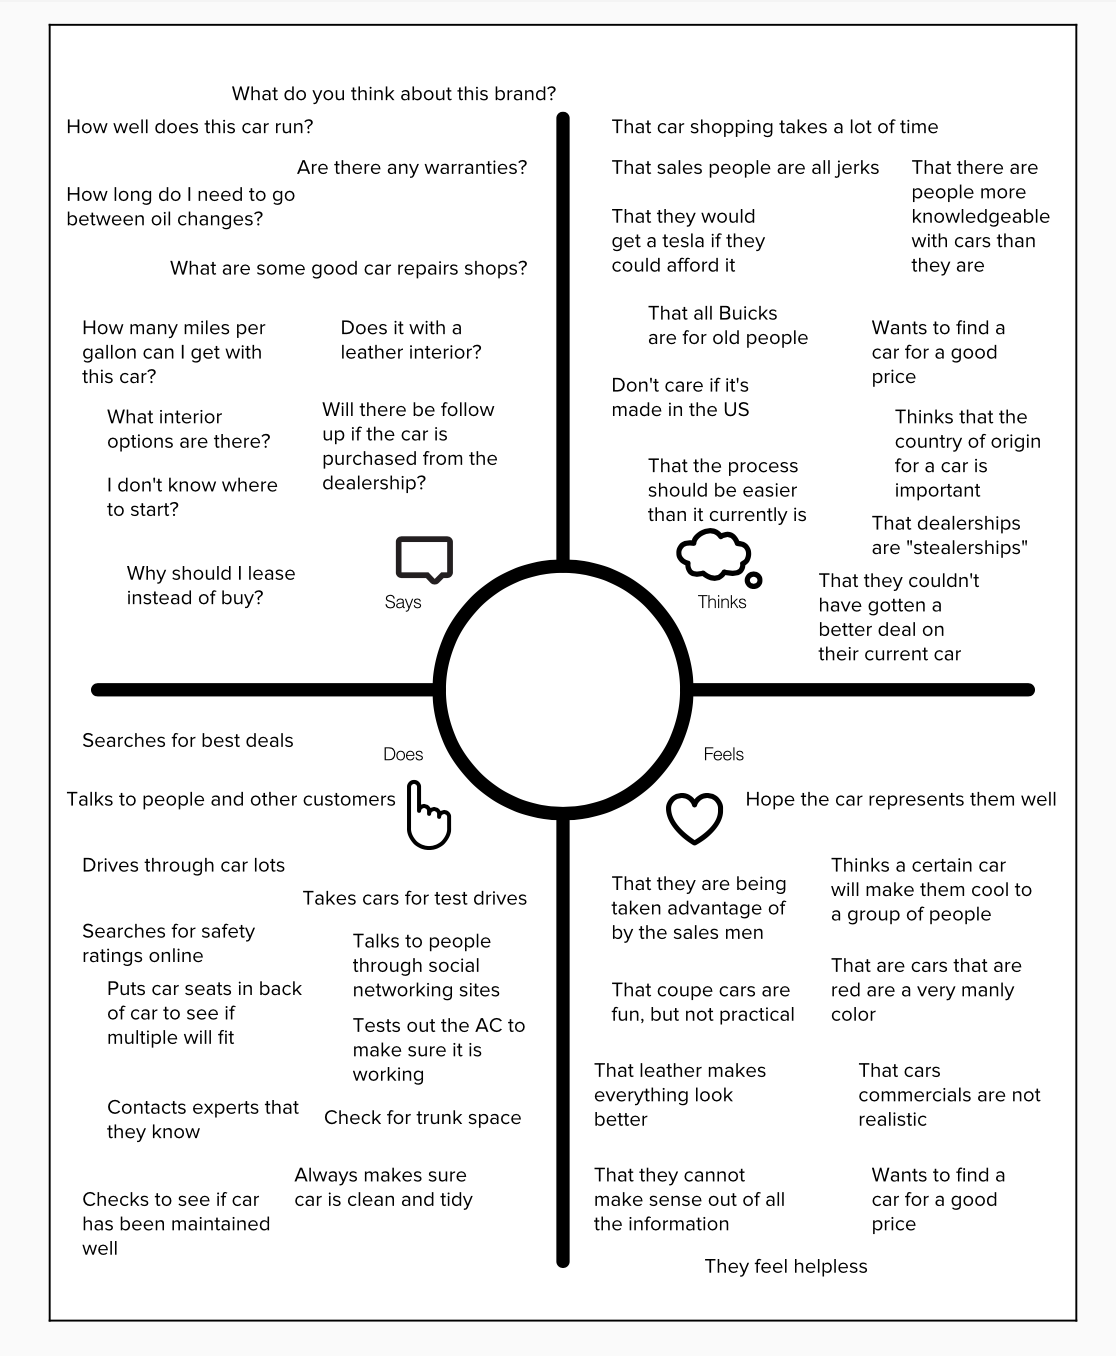 What do you think about this brand?
How well does this car run?
Are there any warranties?
How long do I need to go
between oil changes?
What are some good car repairs shops?
How many miles per
gallon can I get with
this car?
Does it with a
leather interior?
What interior
options are there?
Will there be follow
up if the car is
purchased from the
dealership?
I don't know where
to start?
Why should I lease
instead of buy?
Says
That car shopping takes a lot of time
That sales people are all jerks
That there are
people more
knowledgeable
with cars than
they are
That they would
get a tesla if they
could afford it
That all Buicks
are for old people
Wants to find a
car for a good
price
Don't care if it's
made in the US
Thinks that the
country of origin
for a car is
important
That the process
should be easier
than it currently is
That dealerships
are "stealerships"
That they couldn't
have gotten a
better deal on
their current car
Thinks
Searches for best deals
Does
Talks to people and other customers
Drives through car lots
Takes cars for test drives
Searches for safety
ratings online
Talks to people
through social
networking sites
Puts car seats in back
of car to see if
multiple will fit
Tests out the AC to
make sure it is
working
Contacts experts that
they know
Check for trunk space
Always makes sure
car is clean and tidy
Checks to see if car
has been maintained
well
Feels
Hope the car represents them well
Thinks a certain car
will make them cool to
a group of people
That they are being
taken advantage of
by the sales men
That are cars that are
red are a very manly
color
That coupe cars are
fun, but not practical
That leather makes
everything look
better
That cars
commercials are not
realistic
That they cannot
make sense out of all
the information
Wants to find a
car for a good
price
They feel helpless